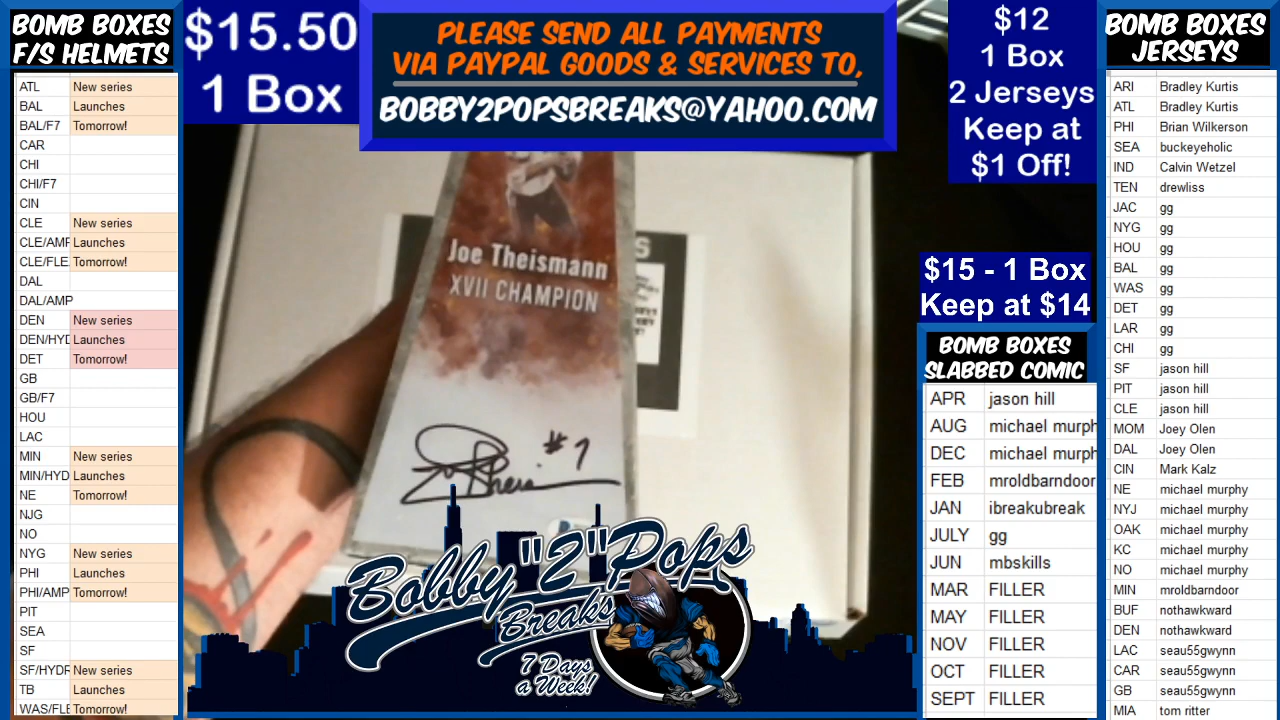 BOMB BOXES
F/S HELMETS
ATL New series
BAL Launches
BAL/F7 Tomorrow!
CAR
CHI
CHI/F7
CIN
CLE New series
CLE/AMF Launches
CLE/FLE Tomorrow!
DAL
DAL/AMP
DEN New series
DEN/HYD Launches
DET Tomorrow!
GB
GB/F7
HOU
LAC
MIN New series
MIN/HYD Launches
NE Tomorrow!
NJG
NO
NYG New series
PHI Launches
PHI/AMP Tomorrow!
PIT
SEA
SF
SF/HYDR New series
TB Launches
WAS/FLE Tomorrow!
$15.50
1 Box
PLEASE SEND ALL PAYMENTS
VIA PAYPAL GOODS & SERVICES TO,
BOBBY2POPSBREAKS@YAHOO.COM
Joe Theismann
XVII CHAMPION
#7
Bobby "2" Pops
Breaks
7 Days
a Week!
$12
1 Box
2 Jerseys
Keep at
$1 Off!
$15 - 1 Box
Keep at $14
BOMB BOXES
SLABBED COMIC
APR jason hill
AUG michael murph
DEC michael murph
FEB mroldbarndoor
JAN ibreakubreak
JULY gg
JUN mbskills
MAR FILLER
MAY FILLER
NOV FILLER
OCT FILLER
SEPT FILLER
BOMB BOXES
JERSEYS
ARI Bradley Kurtis
ATL Bradley Kurtis
PHI Brian Wilkerson
SEA buckeyeholic
IND Calvin Wetzel
TEN drewliss
JAC gg
NYG gg
HOU gg
BAL gg
WAS gg
DET gg
LAR gg
CHI gg
SF jason hill
PIT jason hill
CLE jason hill
MOM Joey Olen
DAL Joey Olen
CIN Mark Kalz
NE michael murphy
NYJ michael murphy
OAK michael murphy
KC michael murphy
NO michael murphy
MIN mroldbarndoor
BUF nothawkward
DEN nothawkward
LAC seau55gwynn
CAR seau55gwynn
GB seau55gwynn
MIA tom ritter